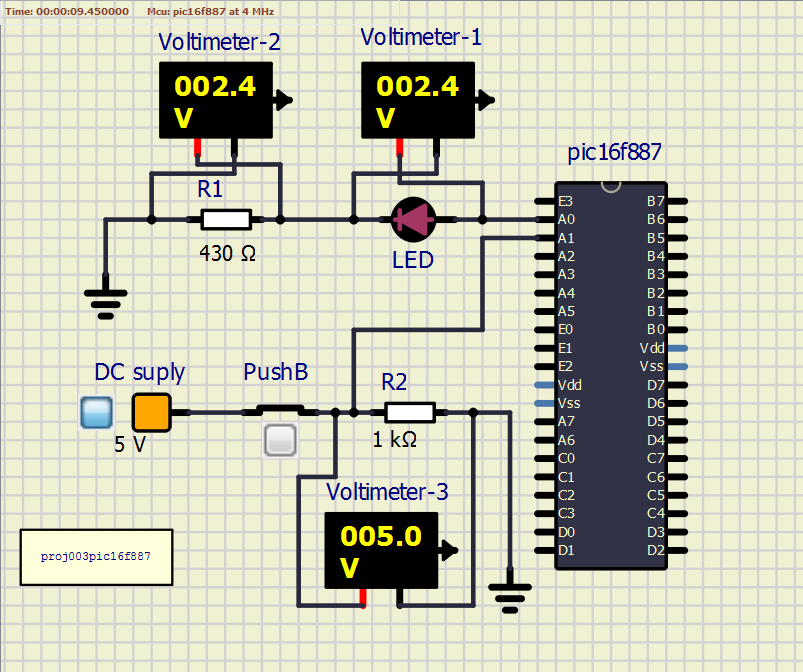 Time: 00:00:09.450000 Mcu: pic16f887 at 4 MHz
Voltimeter-2
Voltimeter-1
002.4
V
002.4
V
pic16f887
R1
430 Ω
LED
E3 B7
A0 B6
A1 B5
A2 B4
A3 B3
A4 B2
A5 B1
E0 B0
E1 Vdd
E2 Vss
Vdd D7
Vss D6
A7 D5
A6 D4
C0 C7
C1 C6
C2 C5
C3 C4
D0 D3
D1 D2
DC suply
PushB
R2
5 V
1 kΩ
Voltimeter-3
005.0
V
proj003pic16f887